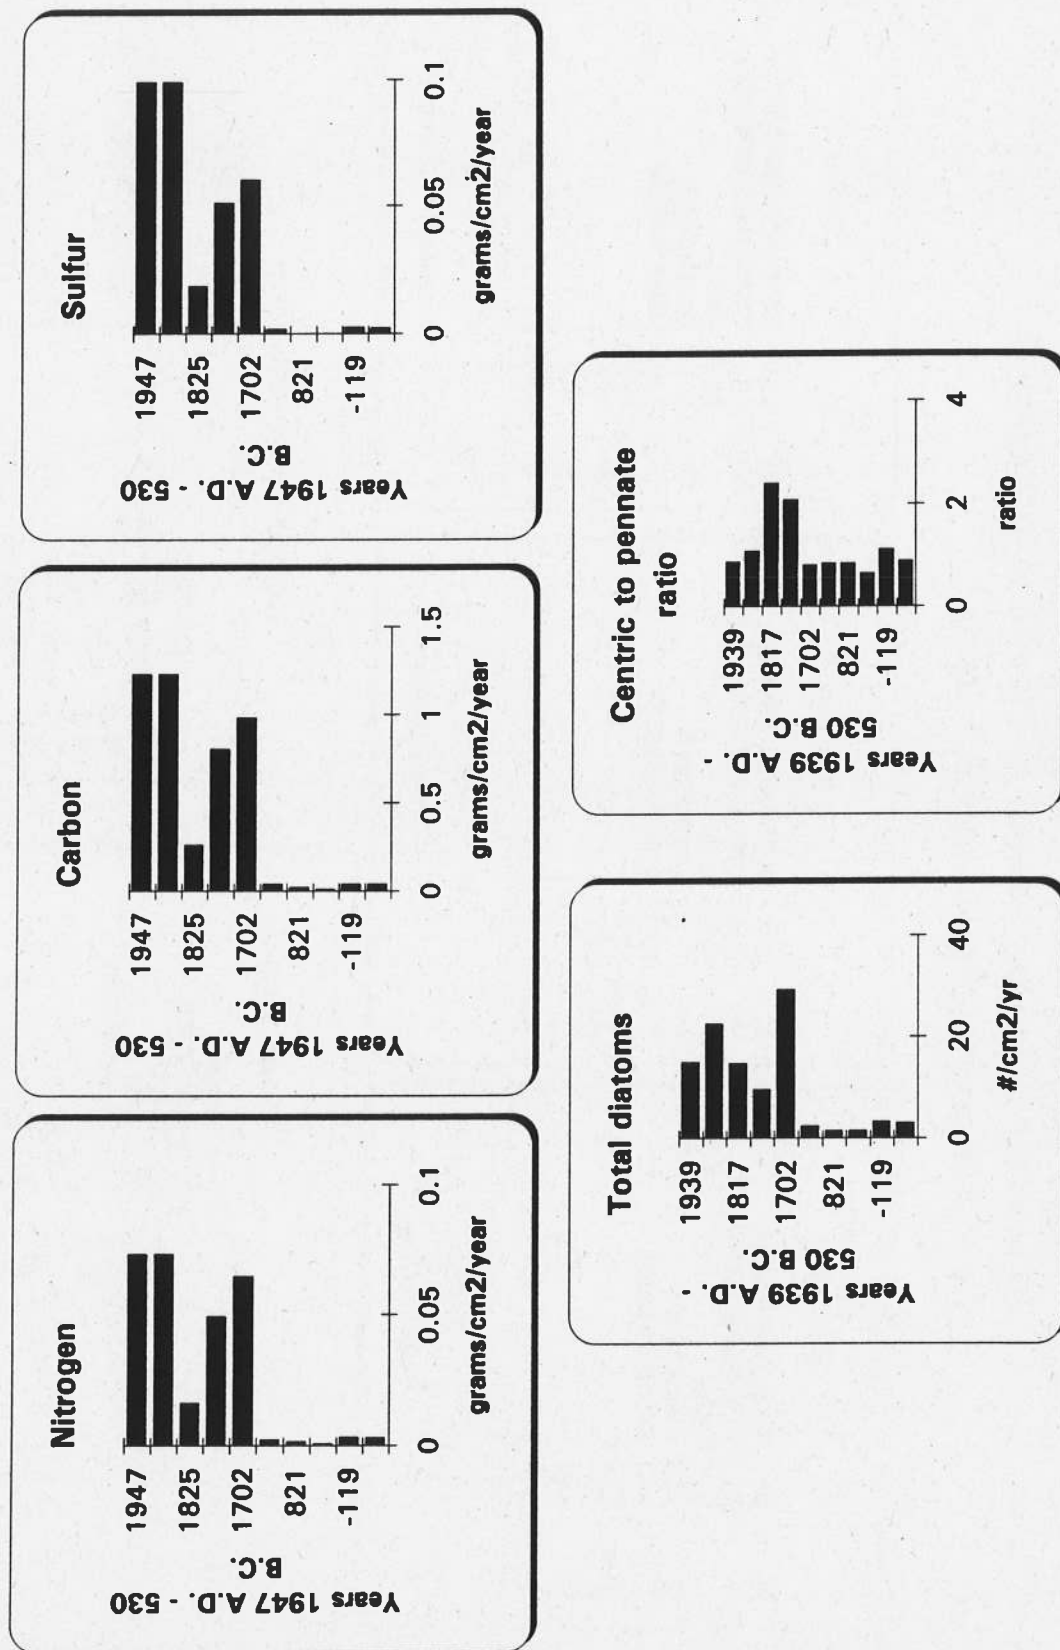 Nitrogen
1947
1825
1702
821
-119
Years 1947 A.D. - 530
B.C.
0
0.05
0.1
grams/cm2/year
Carbon
1947
1825
1702
821
-119
Years 1947 A.D. - 530
B.C.
0
0.5
1
1.5
grams/cm2/year
Sulfur
1947
1825
1702
821
-119
Years 1947 A.D. - 530
B.C.
0
0.05
0.1
grams/cm2/year
Total diatoms
1939
1817
1702
821
-119
Years 1939 A.D. -
530 B.C.
0
20
40
#/cm2/yr
Centric to pennate
ratio
1939
1817
1702
821
-119
Years 1939 A.D. -
530 B.C.
0
2
4
ratio